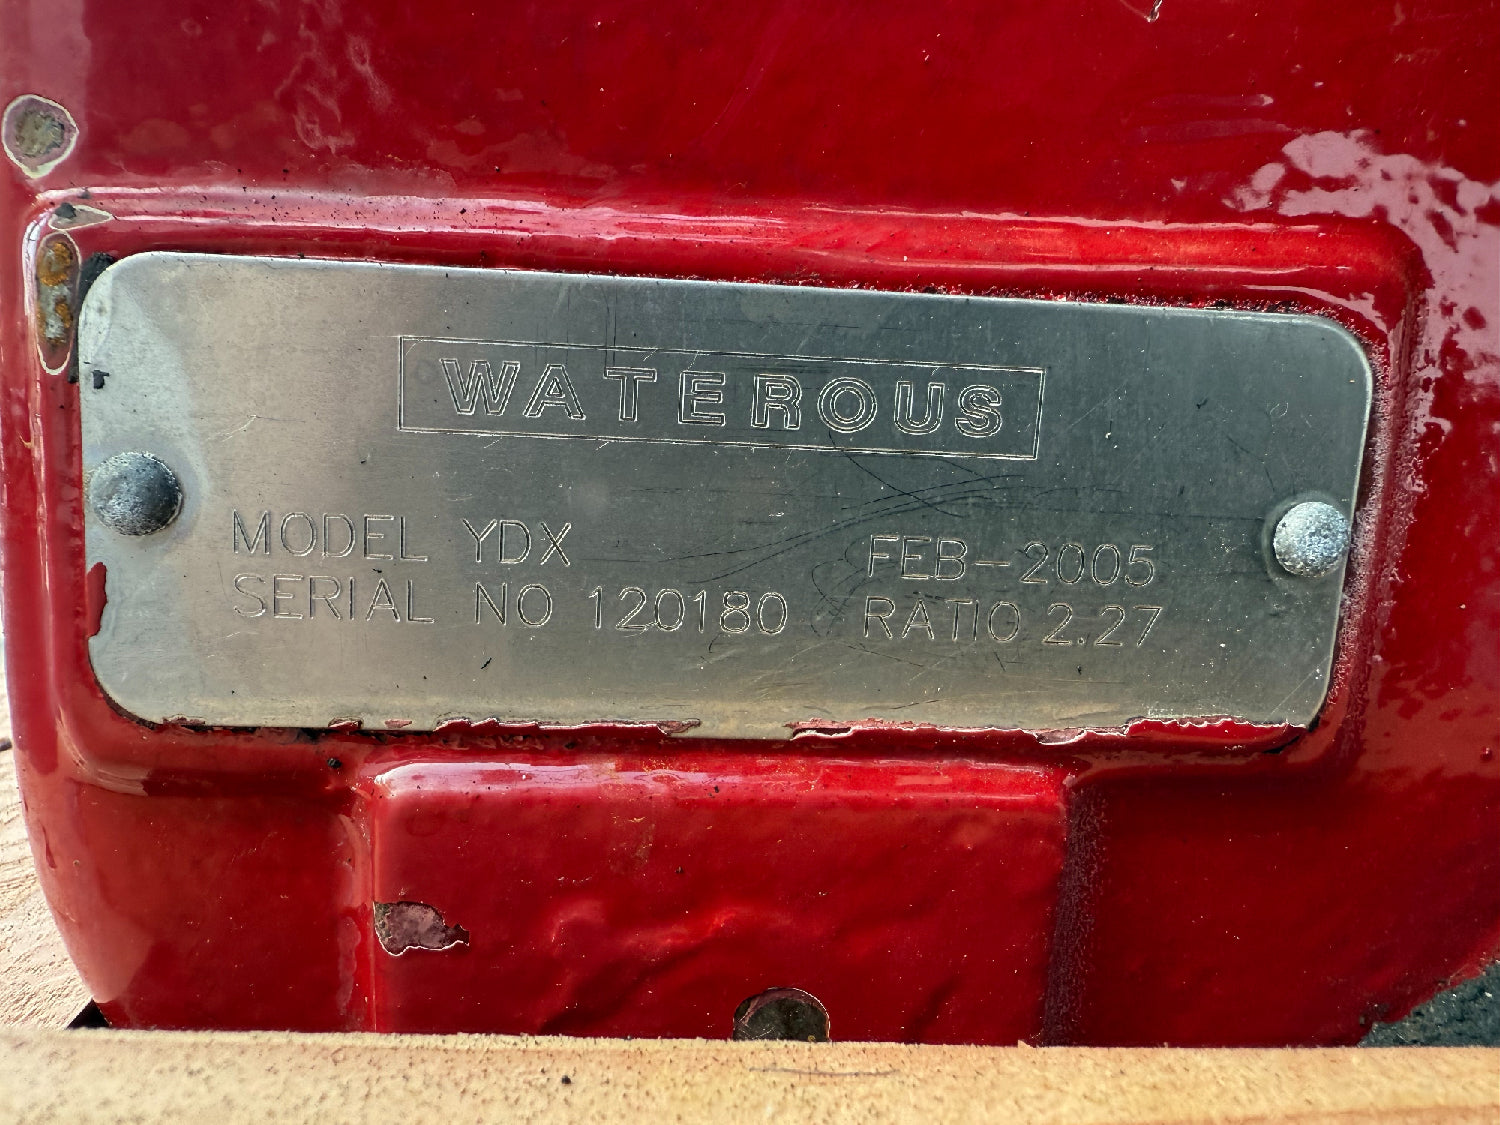 WATEROUS
MODEL YDX FEB-2005
SERIAL NO 120180 RATIO 2.27